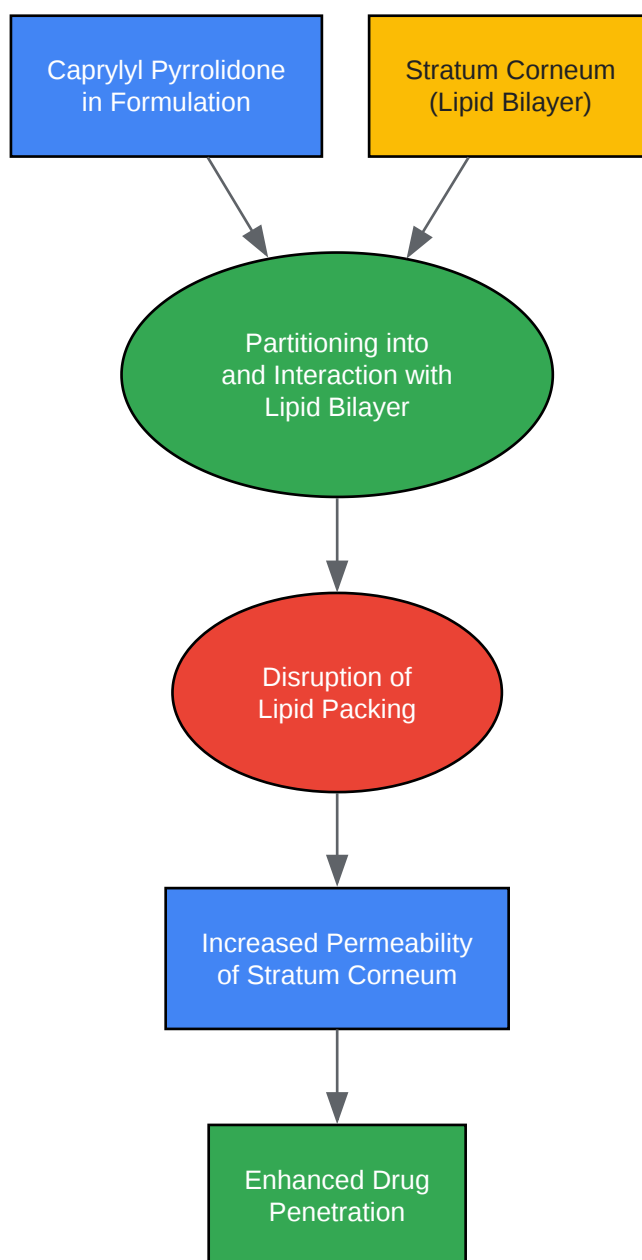 Caprylyl Pyrrolidone
in Formulation
Stratum Corneum
(Lipid Bilayer)
Partitioning into
and Interaction with
Lipid Bilayer
Disruption of
Lipid Packing
Increased Permeability
of Stratum Corneum
Enhanced Drug
Penetration